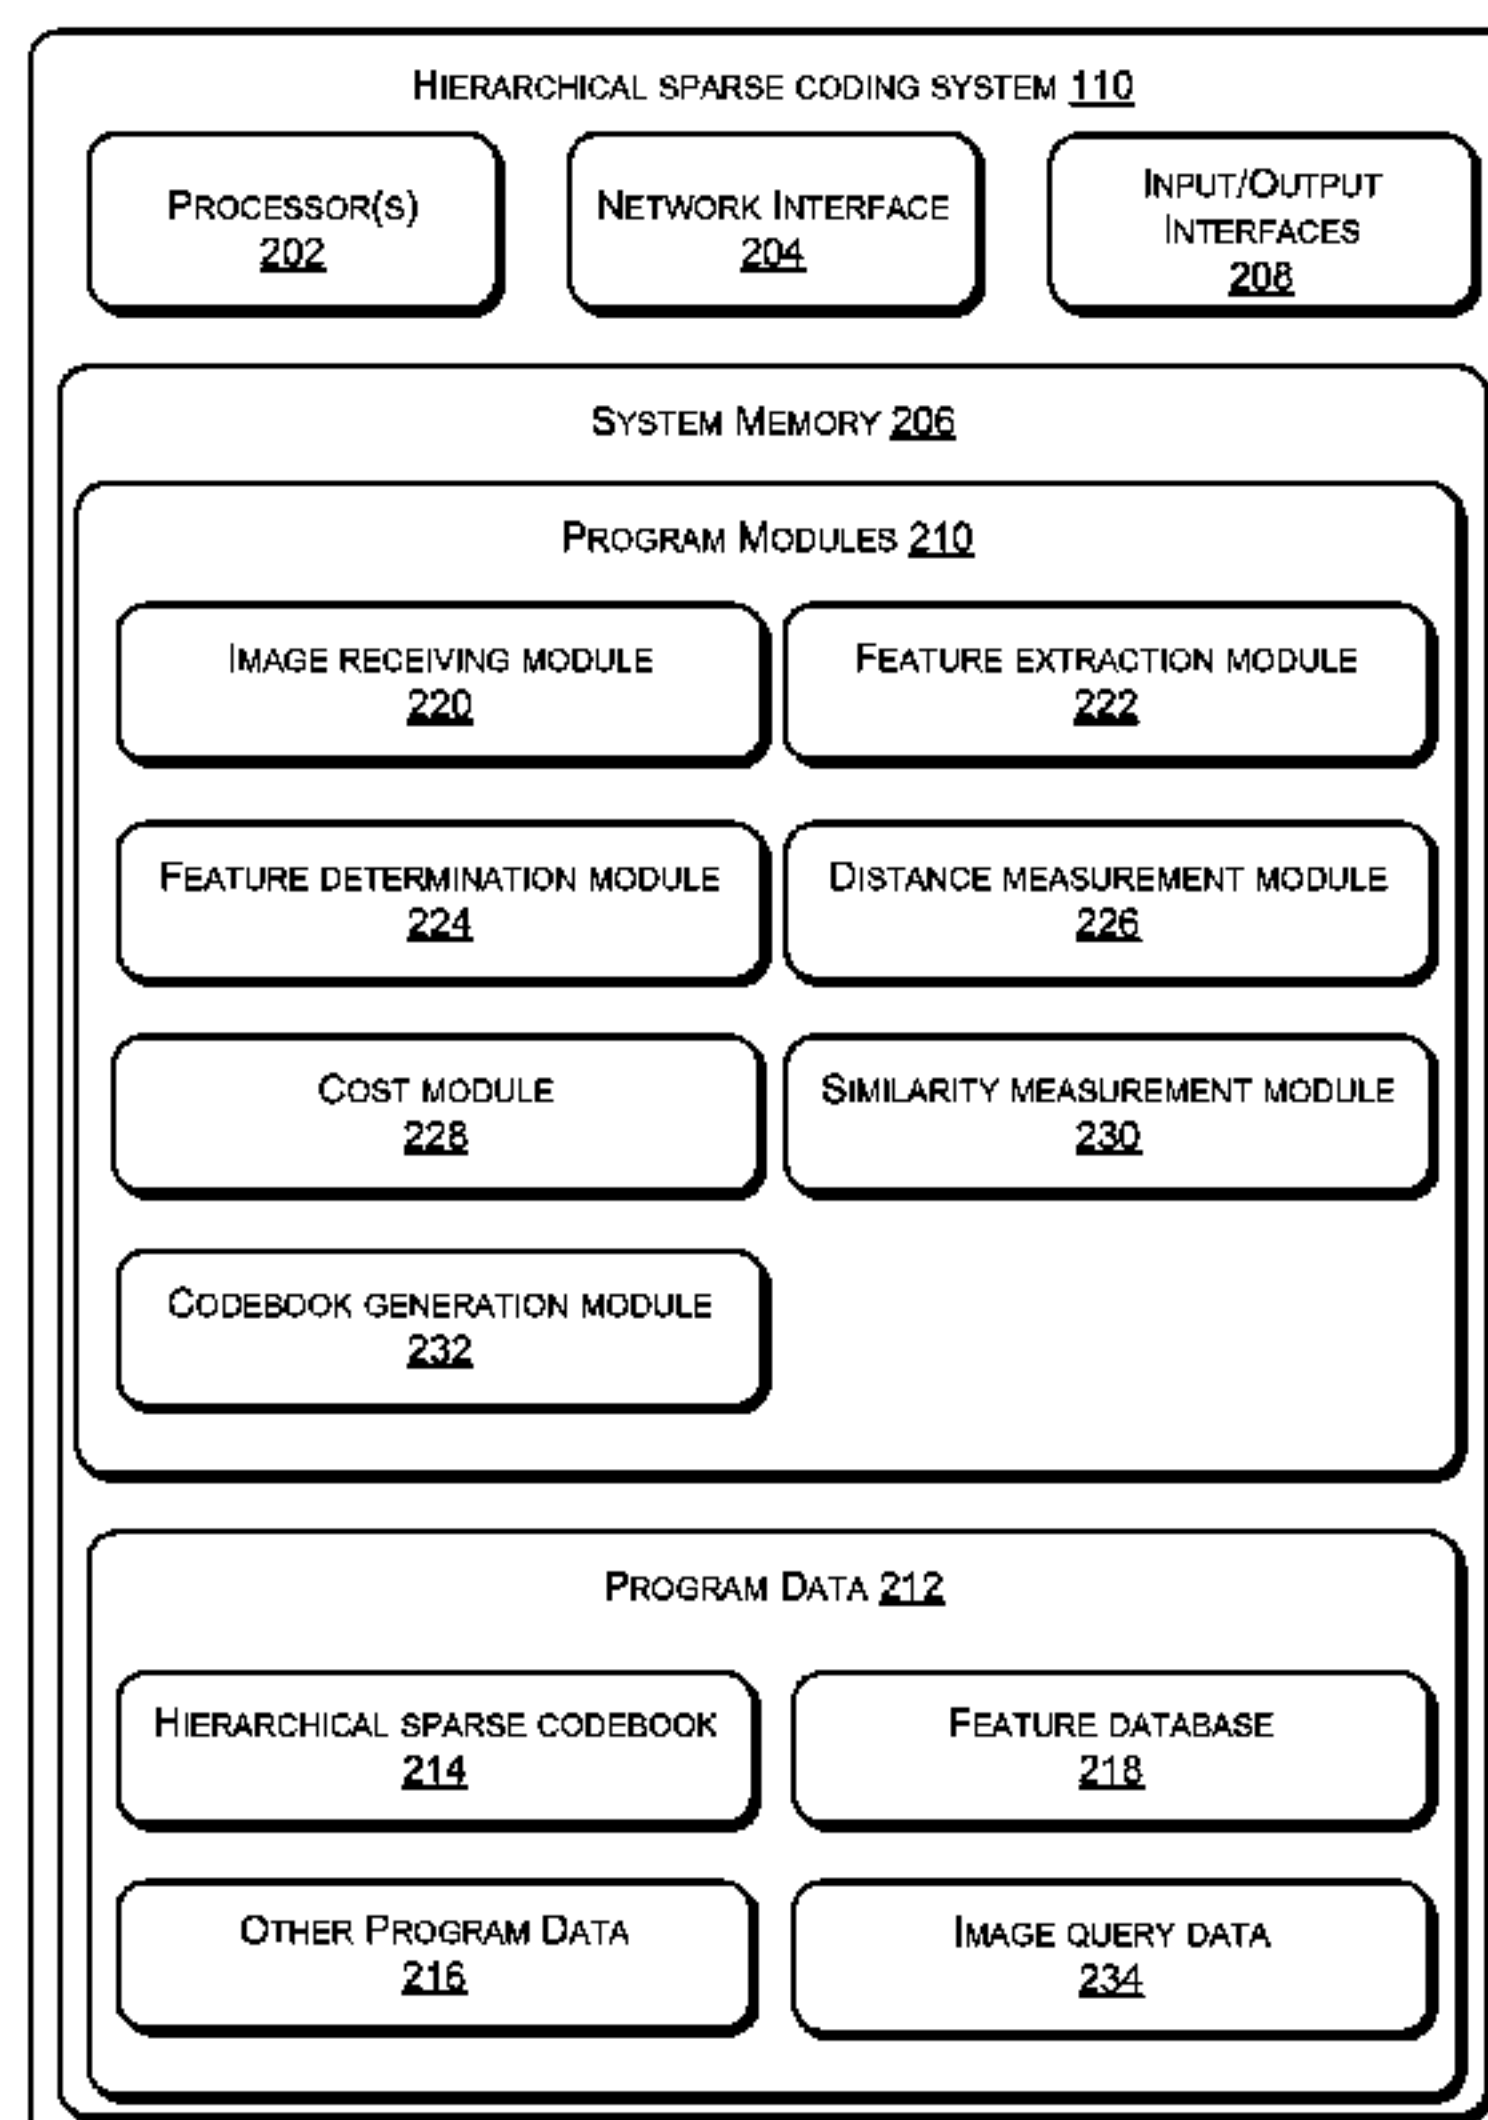 HIERARCHICAL SPARSE CODING SYSTEM 110
PROCESSOR(S)
202
NETWORK INTERFACE
204
INPUT/OUTPUT
INTERFACES
208
SYSTEM MEMORY 206
PROGRAM MODULES 210
IMAGE RECEIVING MODULE
220
FEATURE EXTRACTION MODULE
222
FEATURE DETERMINATION MODULE
224
DISTANCE MEASUREMENT MODULE
226
COST MODULE
228
SIMILARITY MEASUREMENT MODULE
230
CODEBOOK GENERATION MODULE
232
PROGRAM DATA 212
HIERARCHICAL SPARSE CODEBOOK
214
FEATURE DATABASE
218
OTHER PROGRAM DATA
216
IMAGE QUERY DATA
234